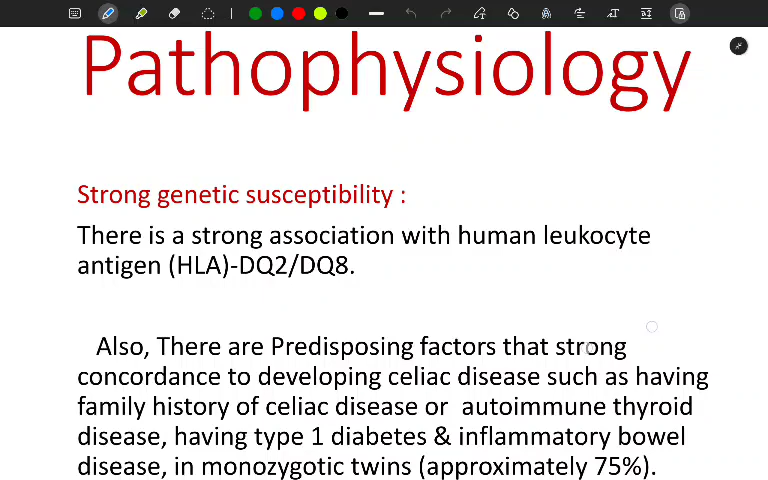 Pathophysiology
Strong genetic susceptibility :
There is a strong association with human leukocyte
antigen (HLA)-DQ2/DQ8.
Also, There are Predisposing factors that strong
concordance to developing celiac disease such as having
family history of celiac disease or autoimmune thyroid
disease, having type 1 diabetes & inflammatory bowel
disease, in monozygotic twins (approximately 75%).